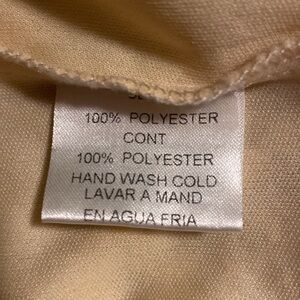 100% POLYESTER
CONT
100% POLYESTER
HAND WASH COLD
LAVAR A MAND
EN AGUA FRIA